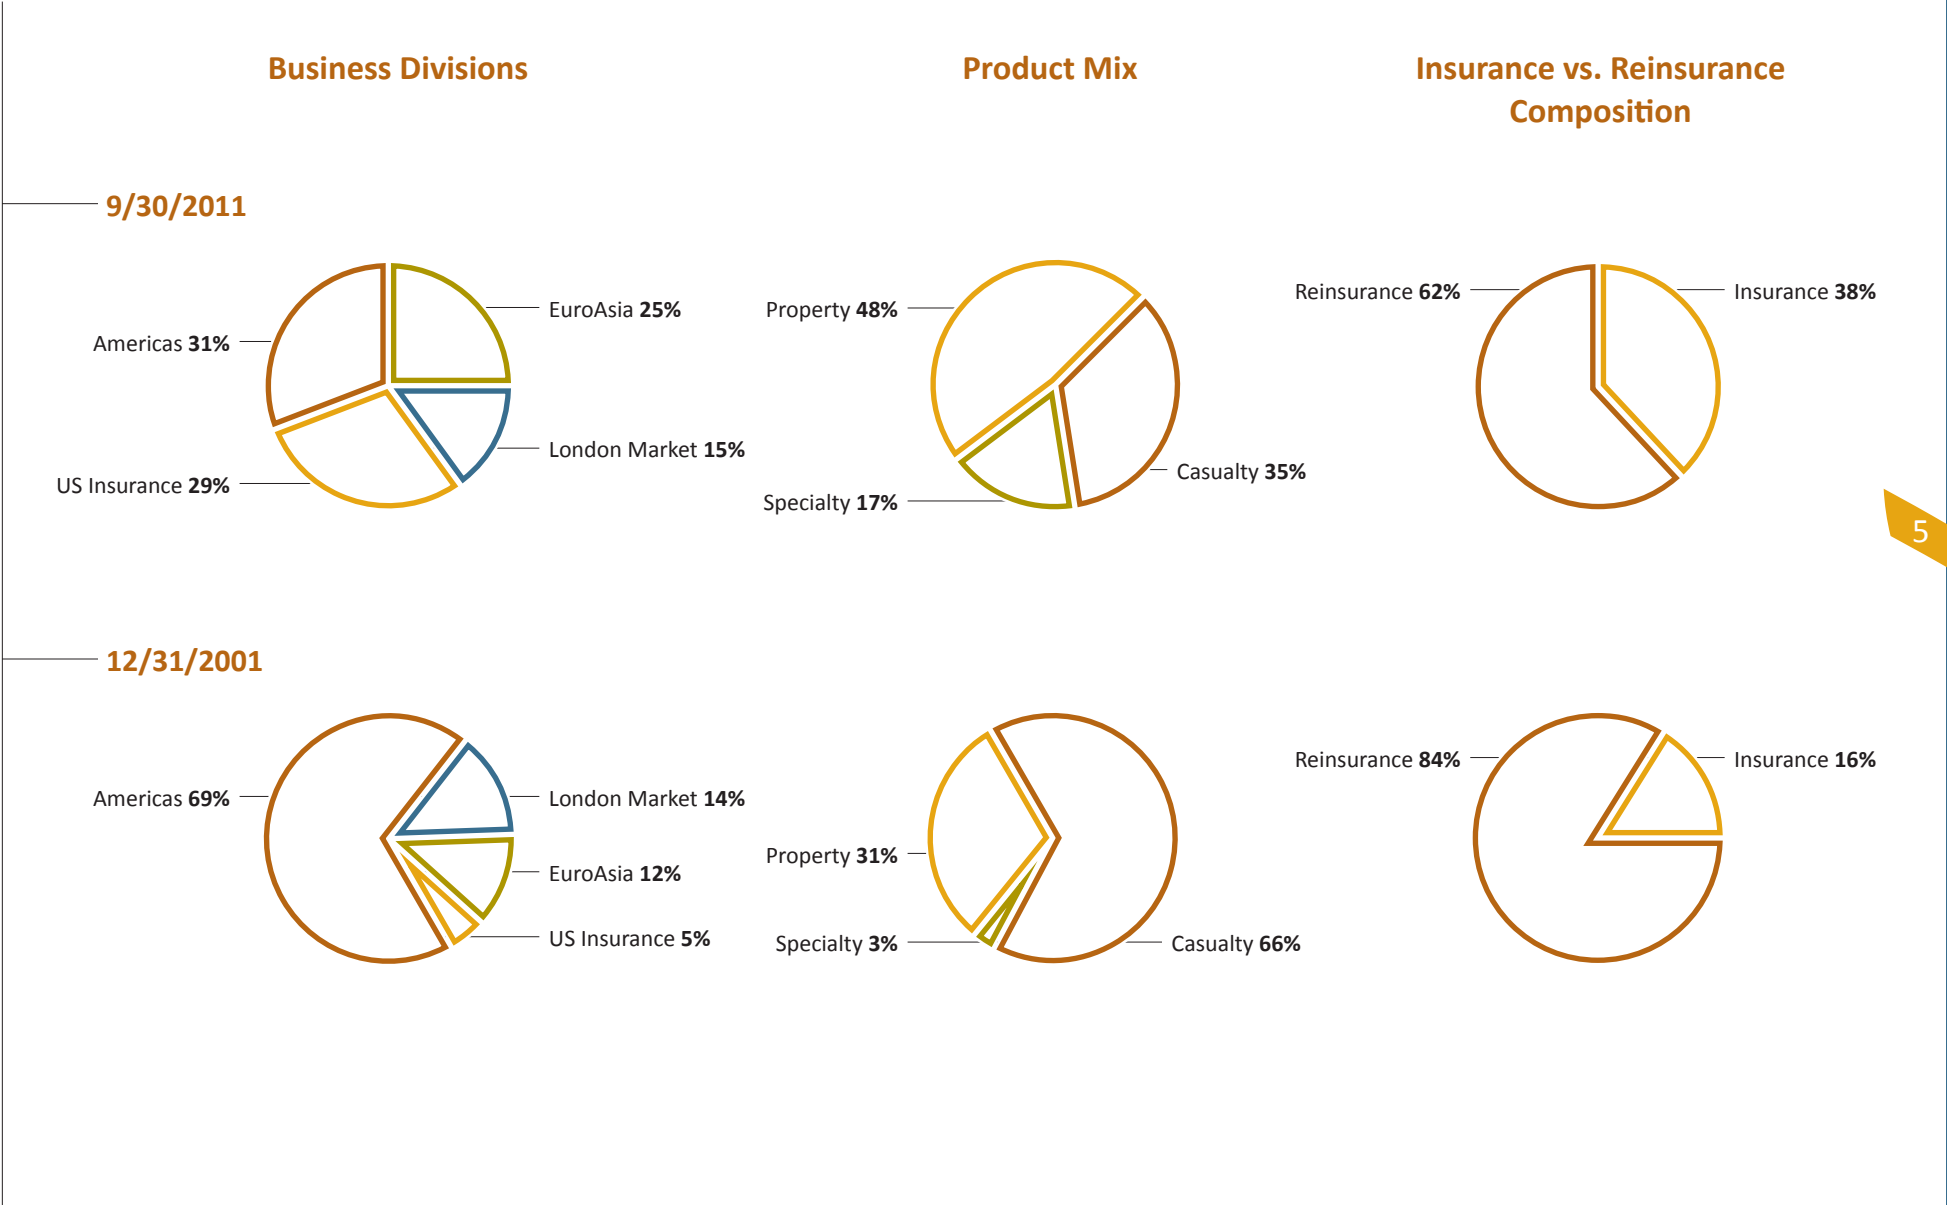 Business Divisions
Product Mix
Insurance vs. Reinsurance
Composition
9/30/2011
Americas 31%
EuroAsia 25%
London Market 15%
US Insurance 29%
Property 48%
Casualty 35%
Specialty 17%
Reinsurance 62%
Insurance 38%
5
12/31/2001
Americas 69%
London Market 14%
EuroAsia 12%
US Insurance 5%
Property 31%
Specialty 3%
Casualty 66%
Reinsurance 84%
Insurance 16%